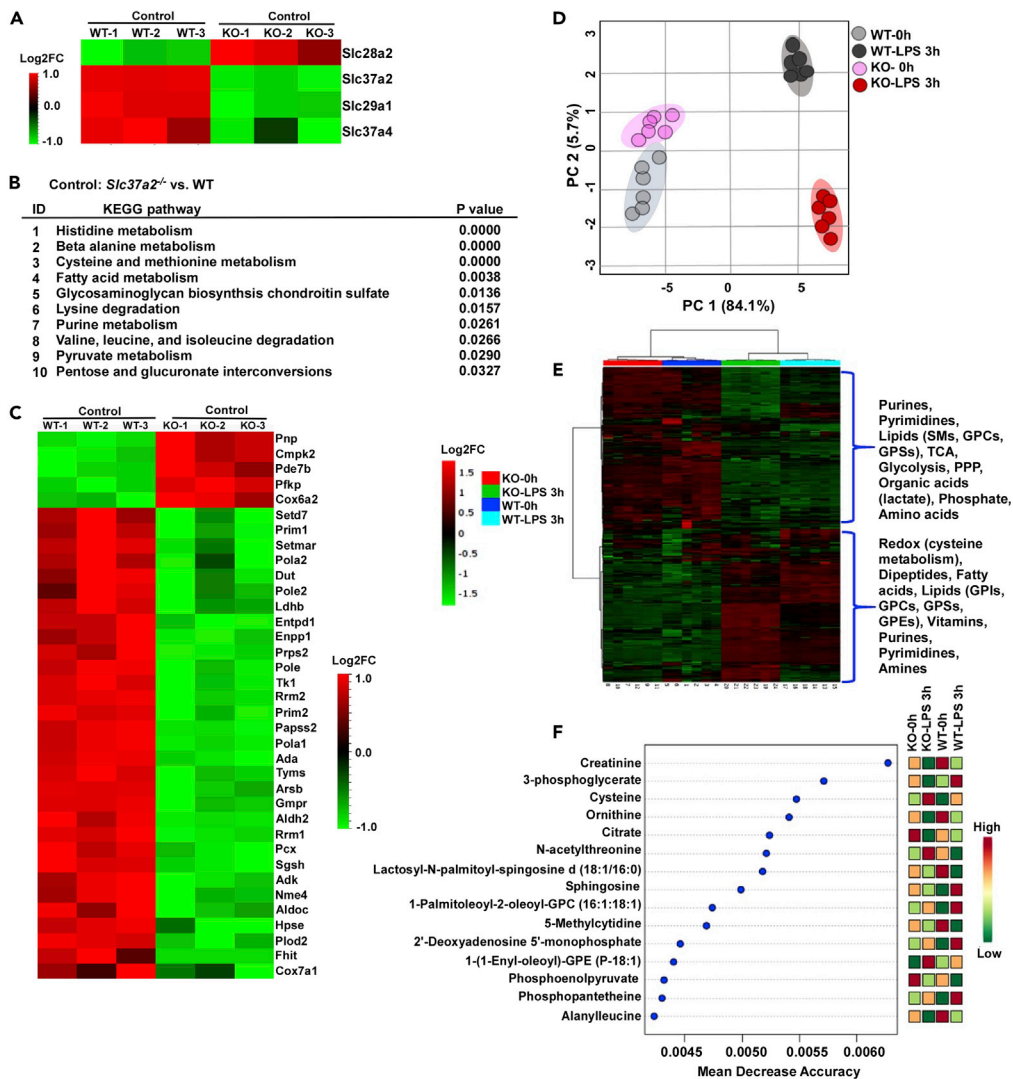 A
Control Control
WT-1 WT-2 WT-3 KO-1 KO-2 KO-3
Log2FC
1.0
0.0
-1.0
Slc28a2
Slc37a2
Slc29a1
Slc37a4
B Control: Slc37a2-/- vs. WT
ID KEGG pathway P value
1 Histidine metabolism 0.0000
2 Beta alanine metabolism 0.0000
3 Cysteine and methionine metabolism 0.0000
4 Fatty acid metabolism 0.0038
5 Glycosaminoglycan biosynthsis chondroitin sulfate 0.0136
6 Lysine degradation 0.0157
7 Purine metabolism 0.0261
8 Valine, leucine, and isoleucine degradation 0.0266
9 Pyruvate metabolism 0.0290
10 Pentose and glucuronate interconversions 0.0327
C
Control Control
WT-1 WT-2 WT-3 KO-1 KO-2 KO-3
Pnp
Cmpk2
Pde7b
Pfkp
Cox6a2
Setd7
Prim1
Setmar
Pola2
Dut
Pole2
Ldhb
Entpd1
Enpp1
Prps2
Pole
Tk1
Rrm2
Prim2
Papss2
Pola1
Ada
Tyms
Arsb
Gmpr
Aldh2
Rrm1
Pcx
Sgsh
Adk
Nme4
Aldoc
Hpse
Plod2
Fhit
Cox7a1
Log2FC
1.0
0.0
-1.0
D
3
2
1
0
-1
-2
-3
PC 2 (5.7%)
-5 0 5
PC 1 (84.1%)
WT-0h
WT-LPS 3h
KO- 0h
KO-LPS 3h
E
Log2FC
1.5
1
0.5
0
-0.5
-1
-1.5
KO-0h
KO-LPS 3h
WT-0h
WT-LPS 3h
Purines,
Pyrimidines,
Lipids (SMs, GPCs,
GPSs), TCA,
Glycolysis, PPP,
Organic acids
(lactate), Phosphate,
Amino acids
Redox (cysteine
metabolism),
Dipeptides, Fatty
acids, Lipids (GPIs,
GPCs, GPSs,
GPEs), Vitamins,
Purines,
Pyrimidines,
Amines
F
KO-0h
KO-LPS 3h
WT-0h
WT-LPS 3h
Creatinine
3-phosphoglycerate
Cysteine
Ornithine
Citrate
N-acetylthreonine
Lactosyl-N-palmitoyl-spingosine d (18:1/16:0)
Sphingosine
1-Palmitoleoyl-2-oleoyl-GPC (16:1:18:1)
5-Methylcytidine
2'-Deoxyadenosine 5'-monophosphate
1-(1-Enyl-oleoyl)-GPE (P-18:1)
Phosphoenolpyruvate
Phosphopantetheine
Alanylleucine
0.0045 0.0050 0.0055 0.0060
Mean Decrease Accuracy
High
Low